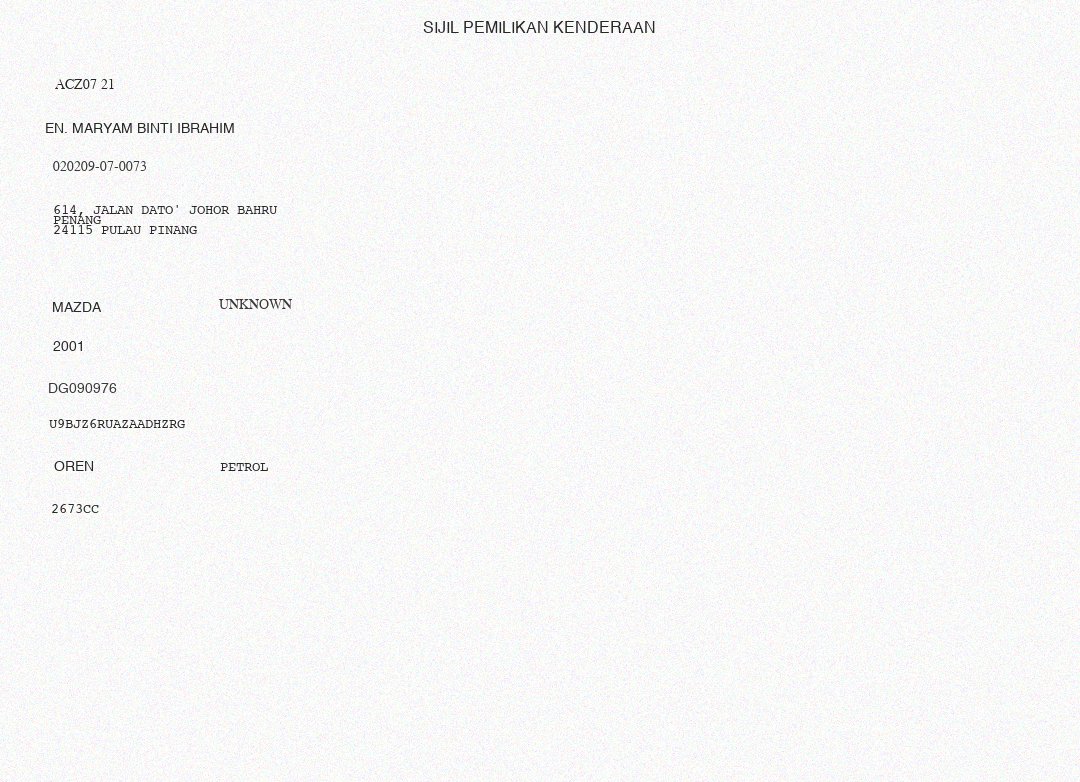 SIJIL PEMILIKAN KENDERAAN
ACZ07 21
EN. MARYAM BINTI IBRAHIM
020209-07-0073
614, JALAN DATO' JOHOR BAHRU
PENANG
24115 PULAU PINANG
MAZDA UNKNOWN
2001
DG090976
U9BJZ6RUAZAADHZRG
OREN PETROL
2673CC